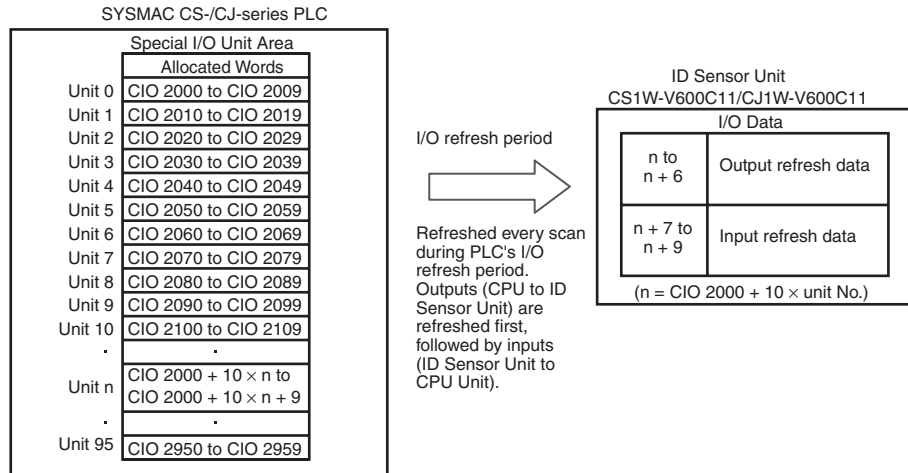 SYSMAC CS-/CJ-series PLC
Special I/O Unit Area
Allocated Words
Unit 0 CIO 2000 to CIO 2009
Unit 1 CIO 2010 to CIO 2019
Unit 2 CIO 2020 to CIO 2029
Unit 3 CIO 2030 to CIO 2039
Unit 4 CIO 2040 to CIO 2049
Unit 5 CIO 2050 to CIO 2059
Unit 6 CIO 2060 to CIO 2069
Unit 7 CIO 2070 to CIO 2079
Unit 8 CIO 2080 to CIO 2089
Unit 9 CIO 2090 to CIO 2099
Unit 10 CIO 2100 to CIO 2109
. .
Unit n CIO 2000 + 10 × n to
CIO 2000 + 10 × n + 9
. .
Unit 95 CIO 2950 to CIO 2959
I/O refresh period
Refreshed every scan
during PLC's I/O
refresh period.
Outputs (CPU to ID
Sensor Unit) are
refreshed first,
followed by inputs
(ID Sensor Unit to
CPU Unit).
ID Sensor Unit
CS1W-V600C11/CJ1W-V600C11
I/O Data
n to
n + 6
Output refresh data
n + 7 to
n + 9
Input refresh data
(n = CIO 2000 + 10 × unit No.)